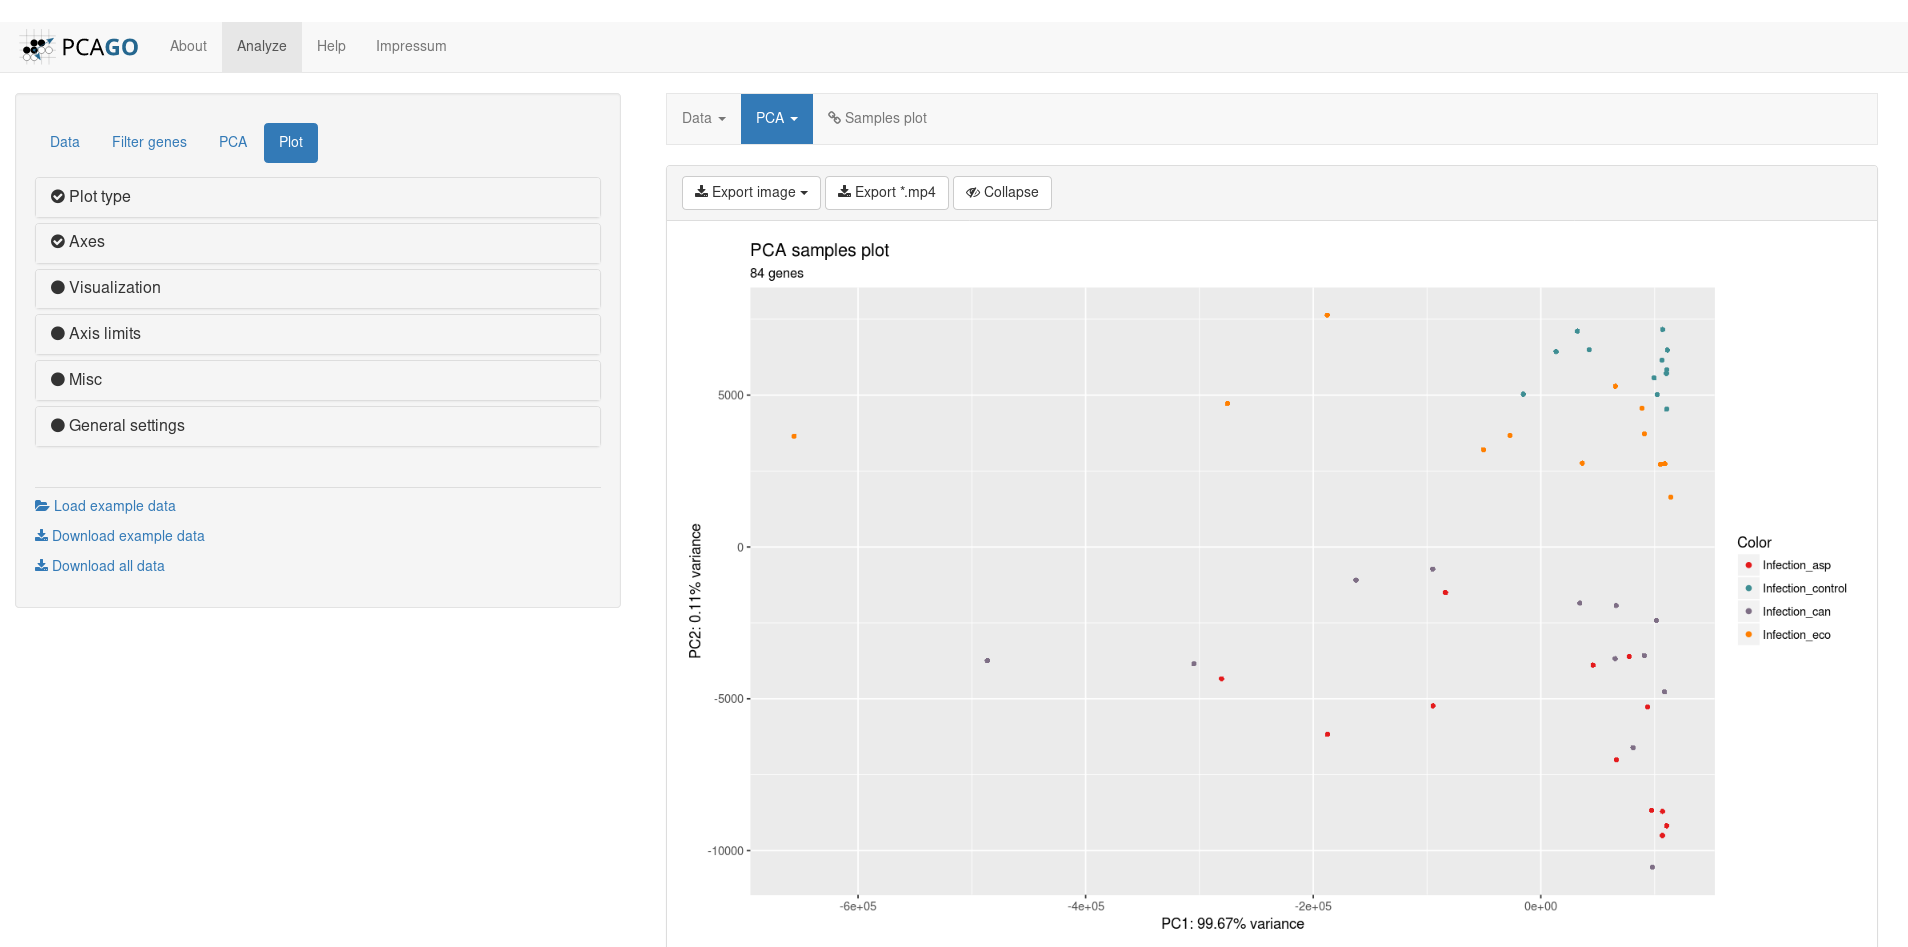 PCAGO
About
Analyze
Help
Impressum
Data
Filter genes
PCA
Plot
Plot type
Axes
Visualization
Axis limits
Misc
General settings
Load example data
Download example data
Download all data
Data
PCA
Samples plot
Export image
Export *.mp4
Collapse
PCA samples plot
84 genes
5000
0
-5000
-10000
PC2: 0.11% variance
-6e+05
-4e+05
-2e+05
0e+00
PC1: 99.67% variance
Color
Infection_asp
Infection_control
Infection_can
Infection_eco